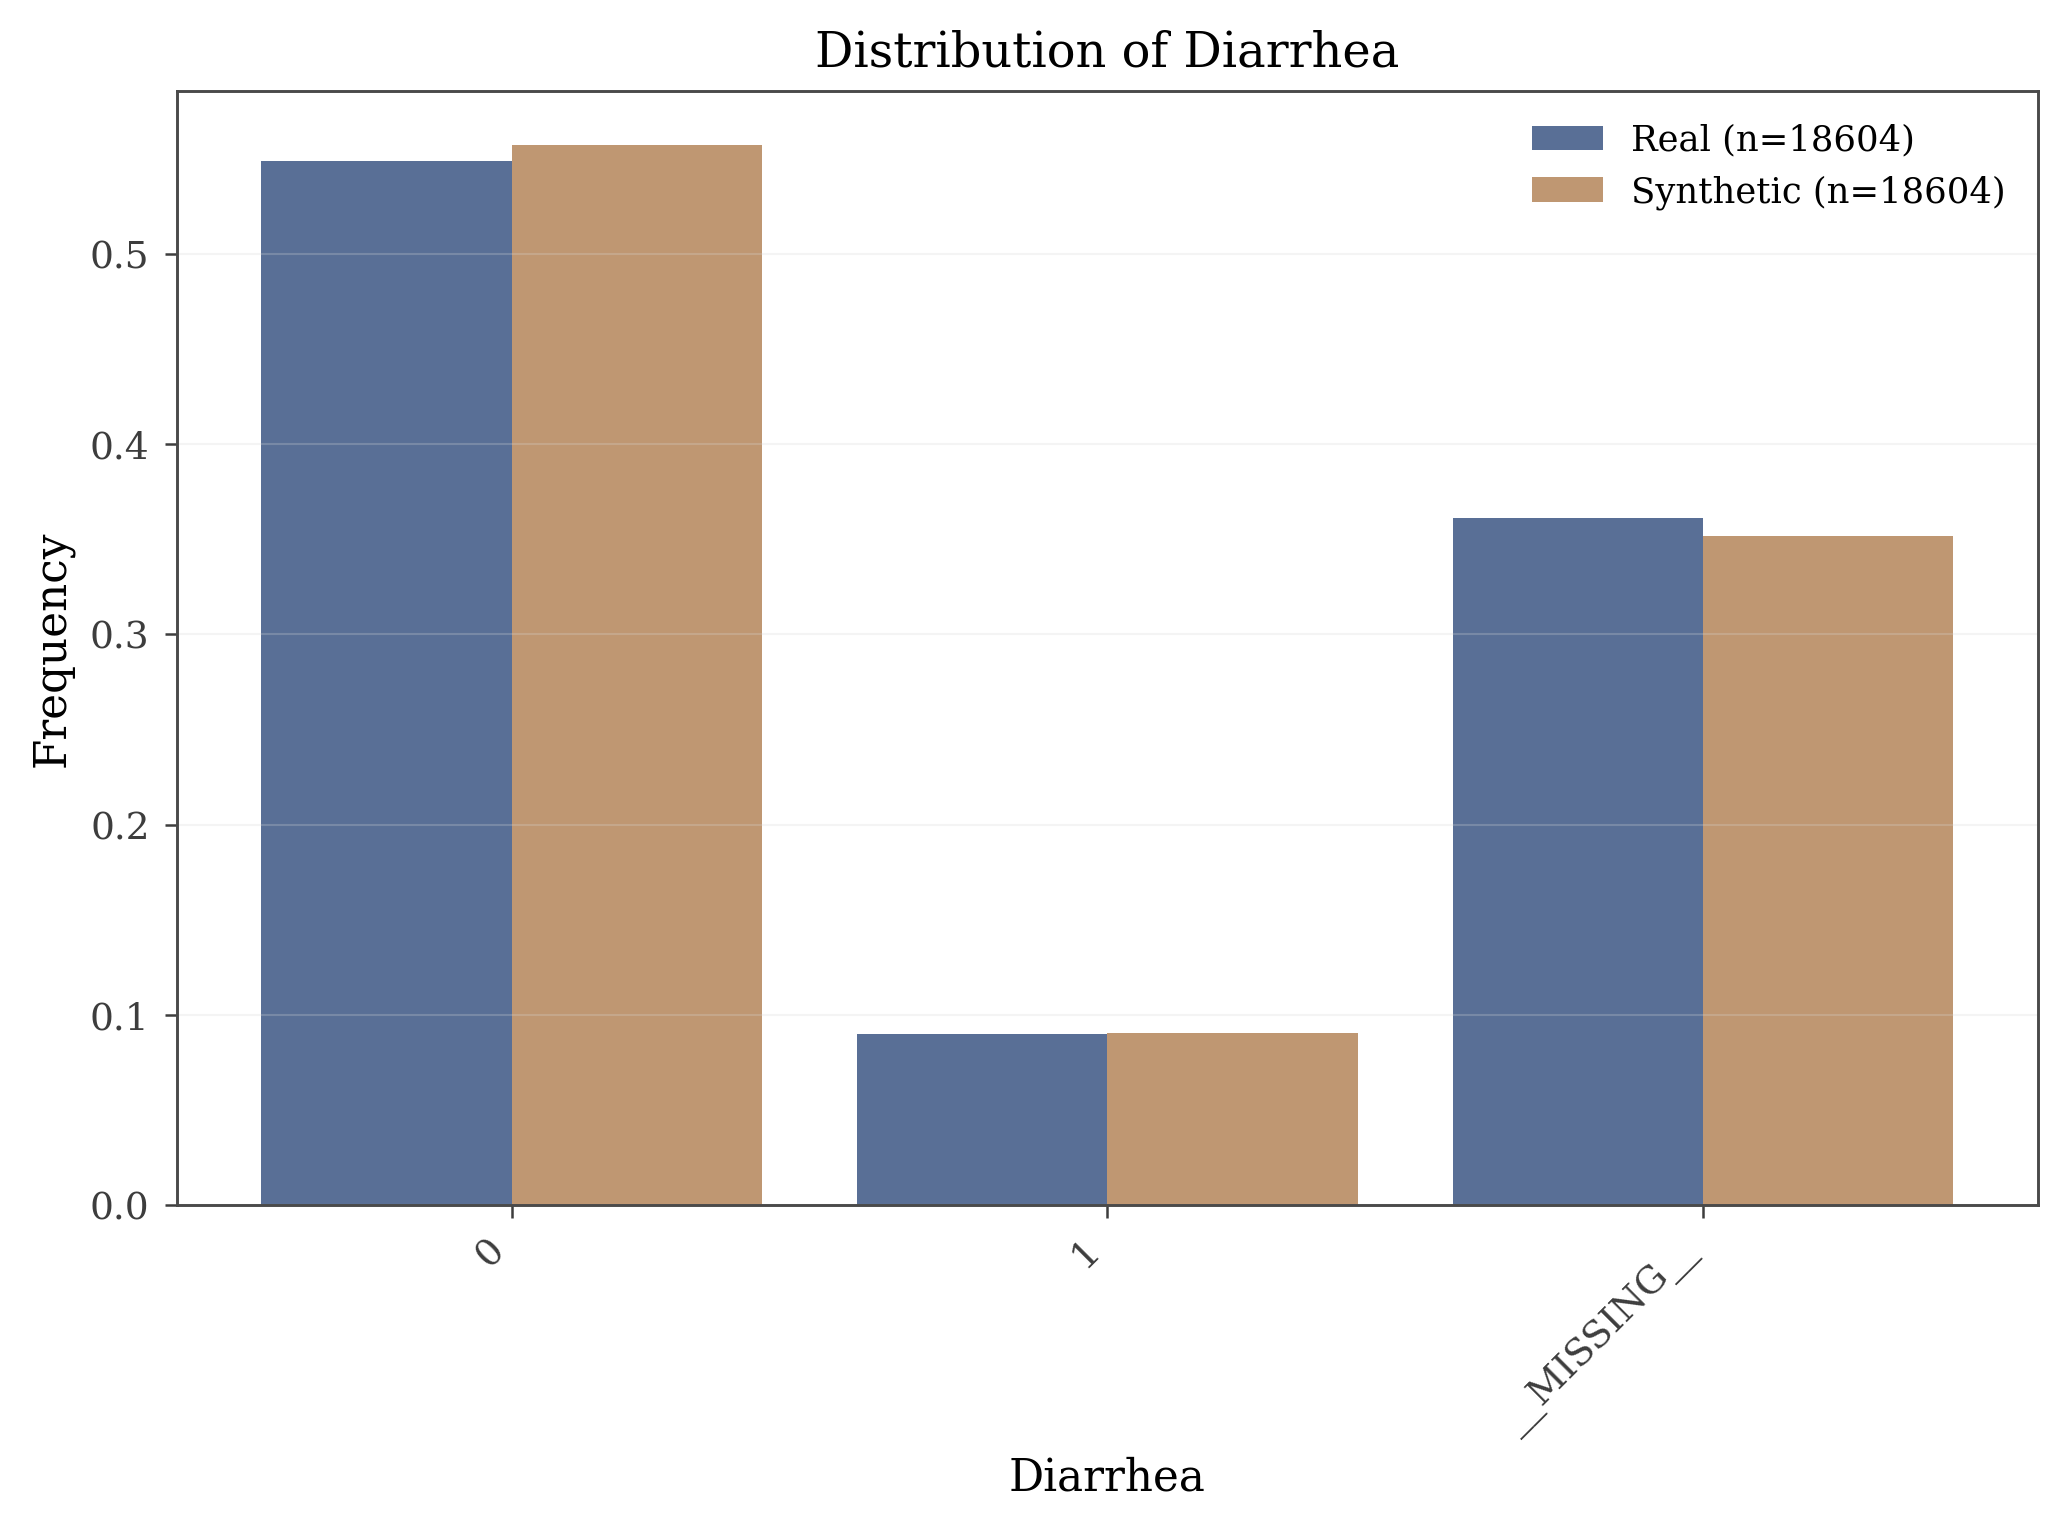 Distribution of Diarrhea
Real (n=18604)
Synthetic (n=18604)
Frequency
0.5
0.4
0.3
0.2
0.1
0.0
0
1
__MISSING__
Diarrhea